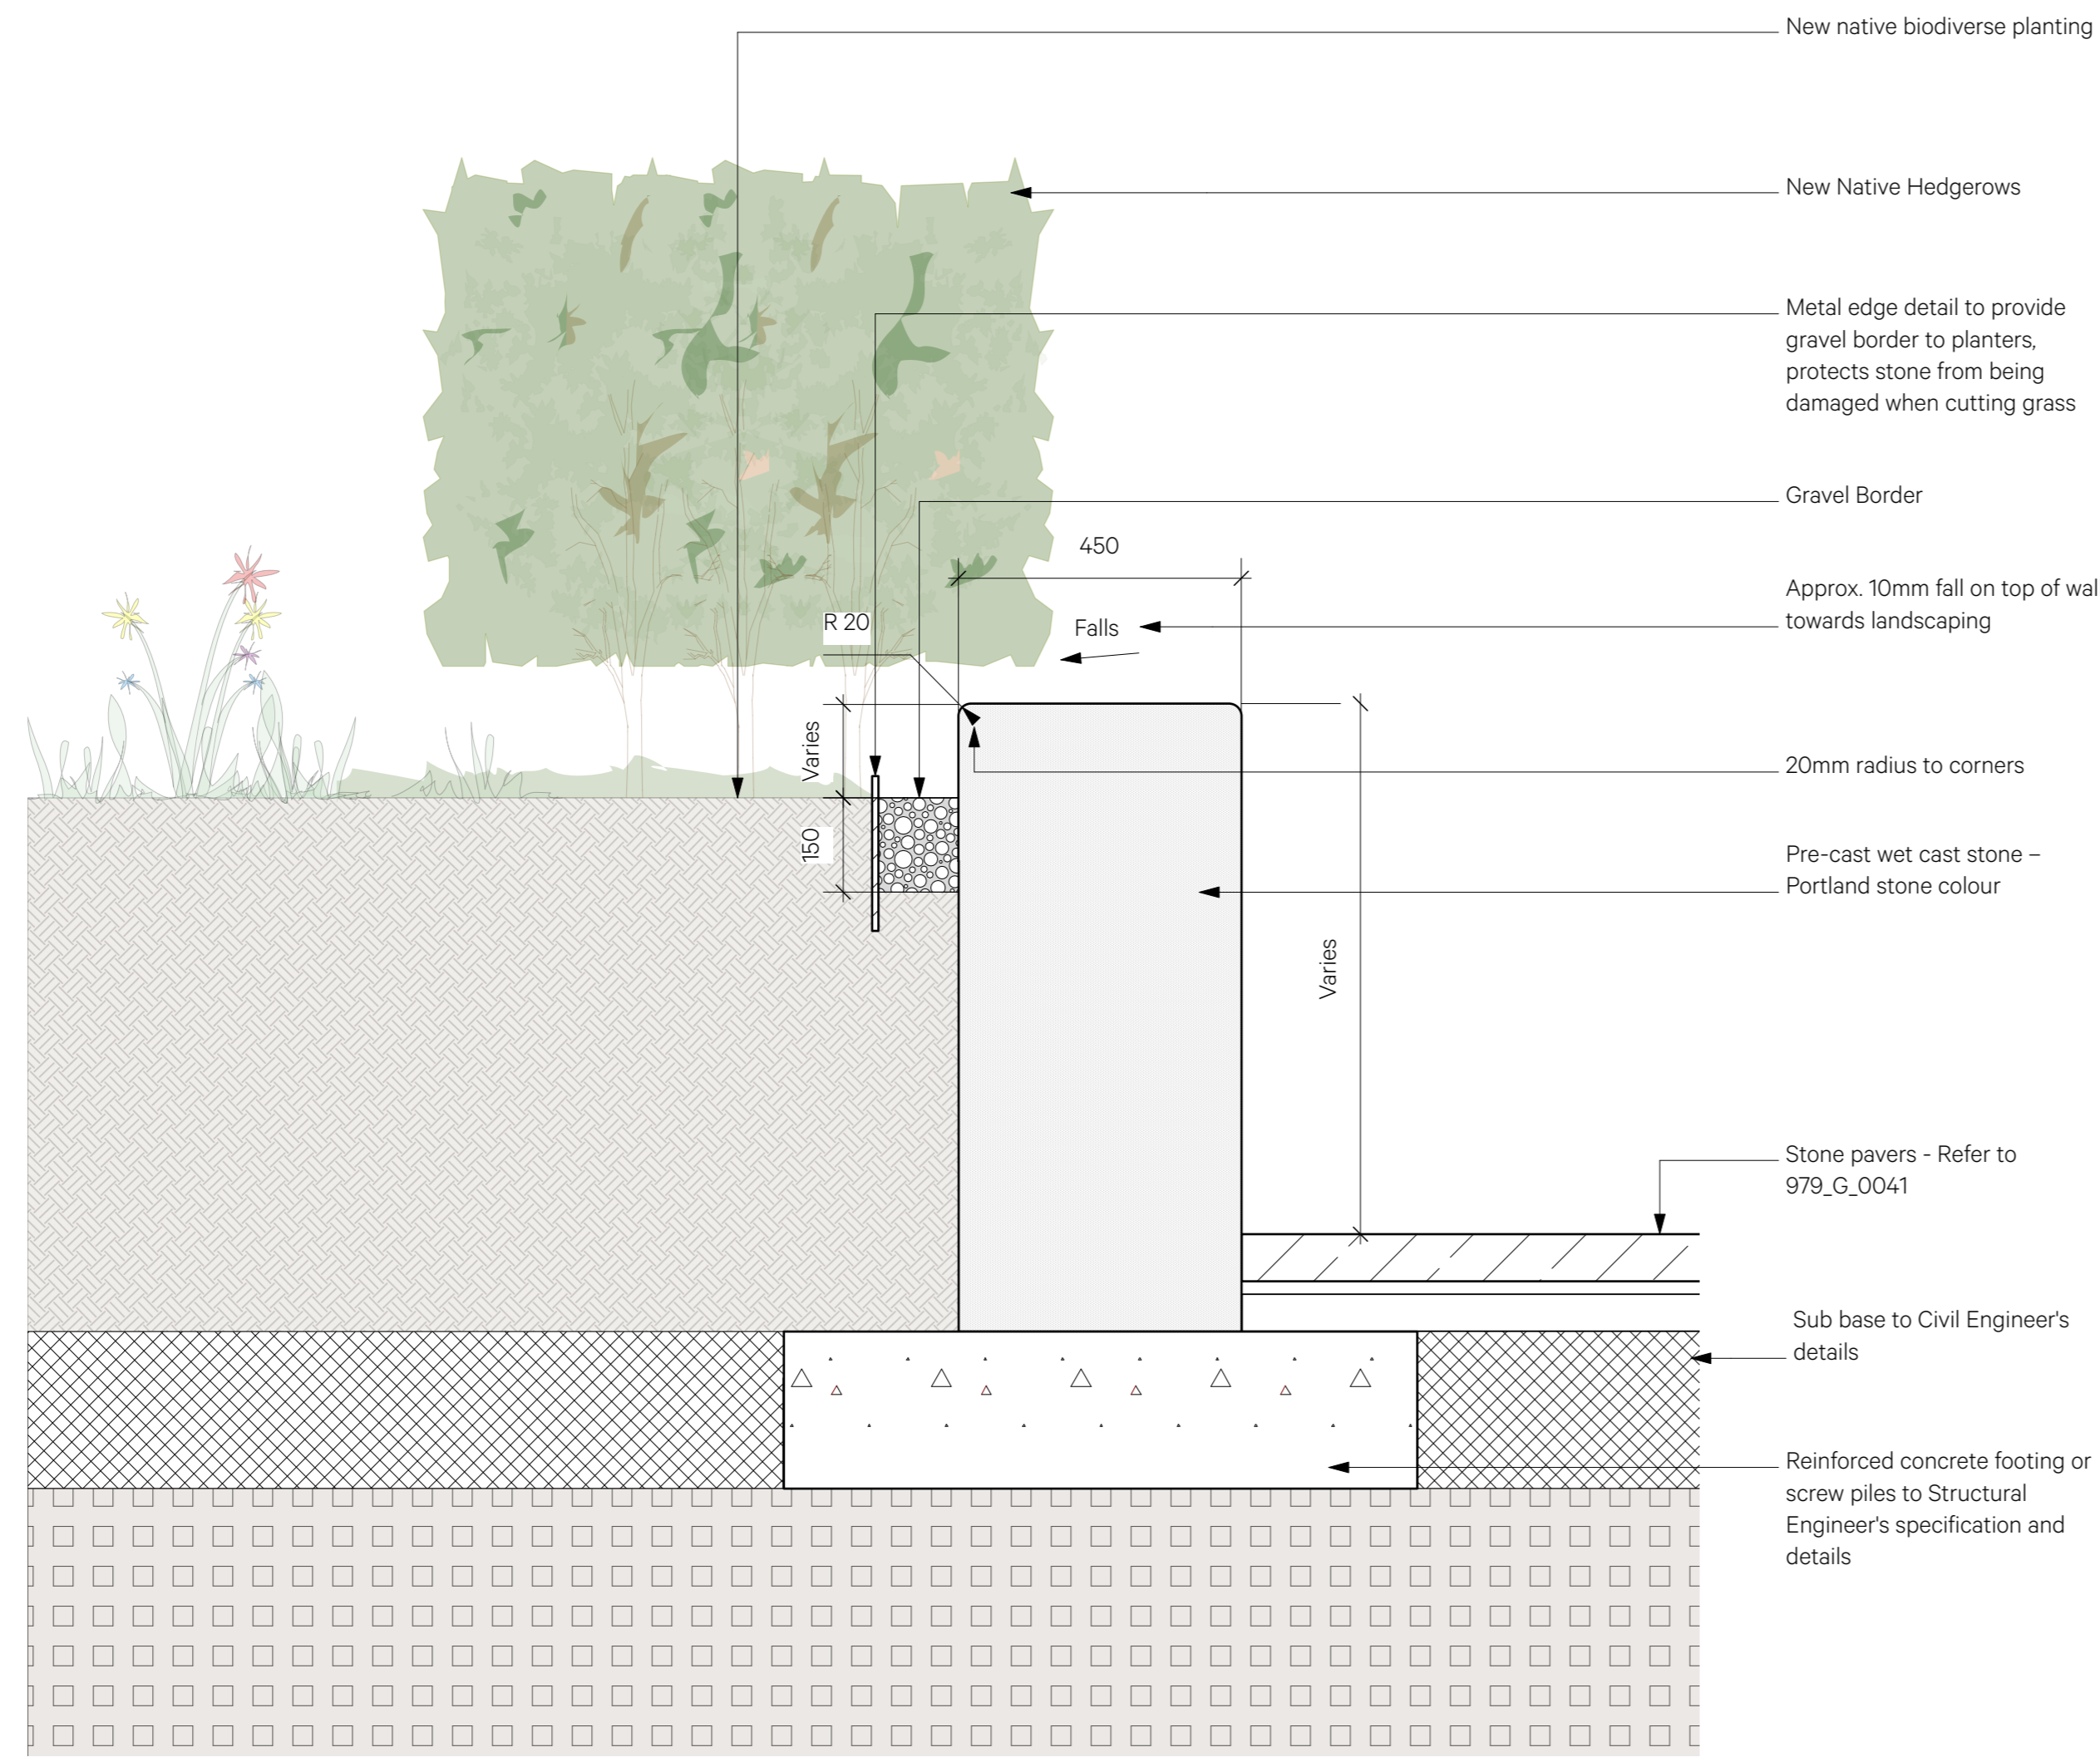 New native biodiverse planting
New Native Hedgerows
Metal edge detail to provide
gravel border to planters,
protects stone from being
damaged when cutting grass
Gravel Border
450
Approx. 10mm fall on top of wal
towards landscaping
R 20
Falls
Varies
20mm radius to corners
150
Pre-cast wet cast stone –
Portland stone colour
Varies
Stone pavers - Refer to
979_G_0041
Sub base to Civil Engineer's
details
Reinforced concrete footing or
screw piles to Structural
Engineer's specification and
details